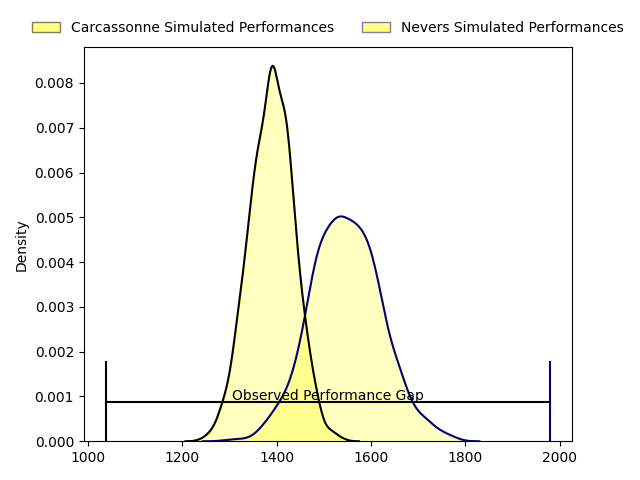 Carcassonne Simulated Performances Nevers Simulated Performances
Density
0.008
0.007
0.006
0.005
0.004
0.003
0.002
0.001
0.000
Observed Performance Gap
1000 1200 1400 1600 1800 2000